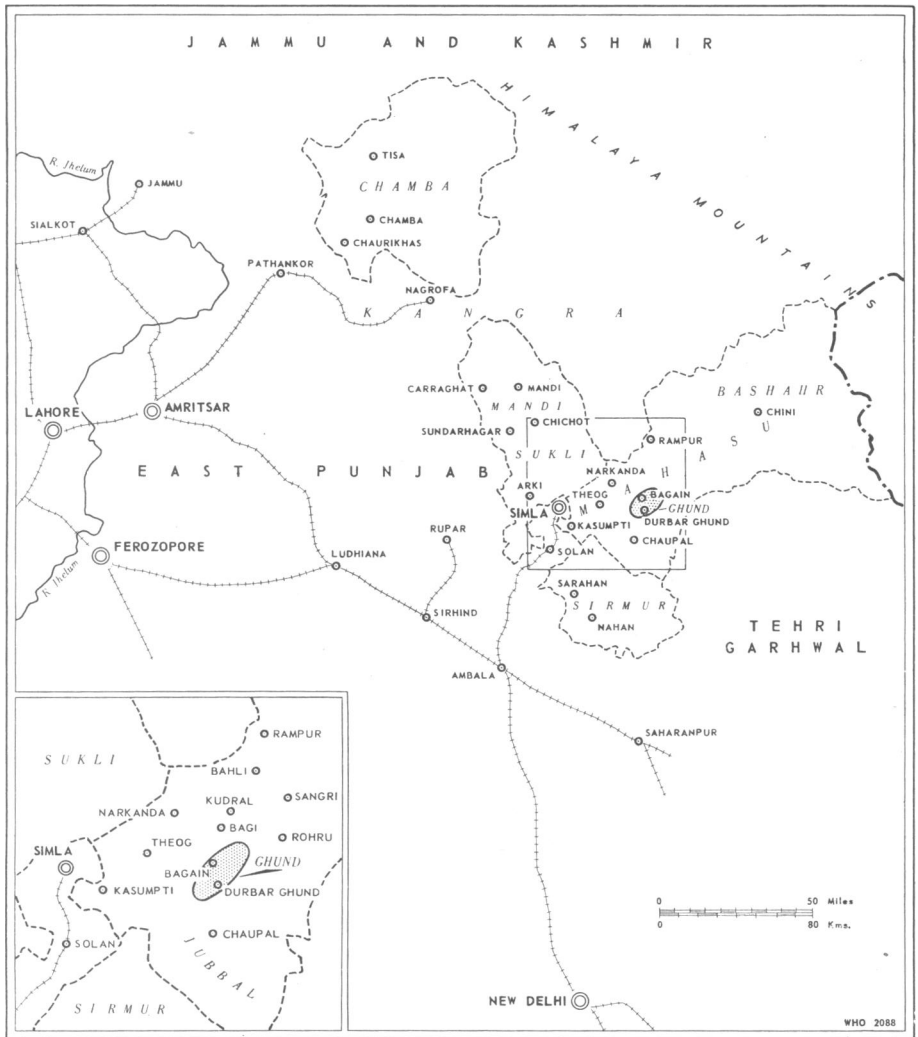 JAMMU AND KASHMIR
HIMALAYA MOUNTAINS
R. Jhelum
JAMMU
TISA
CHAMBA
SIALKOT
CHAMBA
CHAURIKHAS
PATHANKOR
NAGROFA
KANGRA
BASHAHR
CARRAGHAT
MANDI
MANDI
CHINI
LAHORE
AMRITSAR
CHICHOT
SUNDARHAGAR
RAMPUR
SUKLI
MAHASU
EAST PUNJAB
NARKANDA
ARKI
THEOG
BAGAIN
SIMLA
GHUND
DURBAR GHUND
KASUMPTI
RUPAR
CHAUPAL
FEROZOPORE
SOLAN
LUDHIANA
R. Jhelum
SARAHAN
SIRMUR
SIRHIND
NAHAN
TEHRI
GARHWAL
AMBALA
SAHARANPUR
RAMPUR
SUKLI
BAHLI
KUDRAL
SANGRI
NARKANDA
BAGI
ROHRU
THEOG
SIMLA
GHUND
BAGAIN
KASUMPTI
DURBAR GHUND
0 50 Miles
0 80 Kms.
CHAUPAL
SOLAN
JUBBAL
SIRMUR
NEW DELHI
WHO 2088